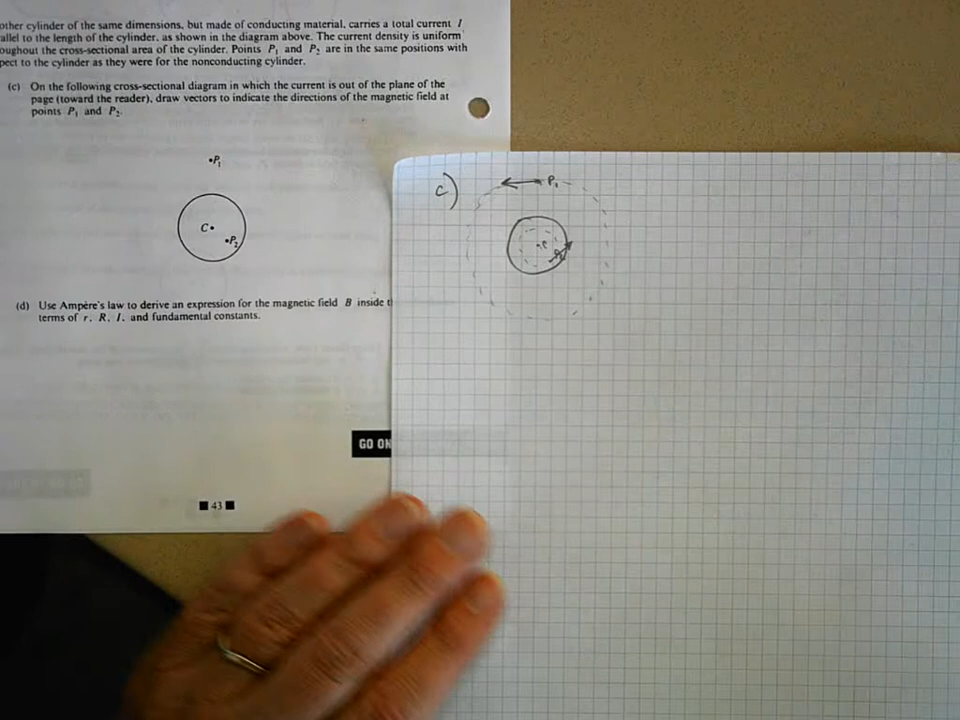 other cylinder of the same dimensions, but made of conducting material, carries a total current I
allel to the length of the cylinder, as shown in the diagram above. The current density is uniform
oughout the cross-sectional area of the cylinder. Points P₁ and P₂ are in the same positions with
pect to the cylinder as they were for the nonconducting cylinder.
(c) On the following cross-sectional diagram in which the current is out of the plane of the
page (toward the reader), draw vectors to indicate the directions of the magnetic field at
points P₁ and P₂.
•P₁
C•
•P₂
(d) Use Ampère's law to derive an expression for the magnetic field B inside t
terms of r, R, I, and fundamental constants.
GO ON
■ 43 ■
c)
P₁